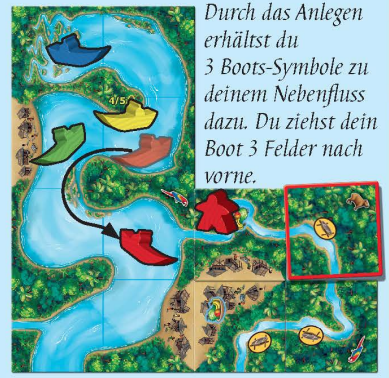 Durch das Anlegen
erhältst du
3 Boots-Symbole zu
deinem Nebenfluss
dazu. Du ziehst dein
Boot 3 Felder nach
vorne.
4/5